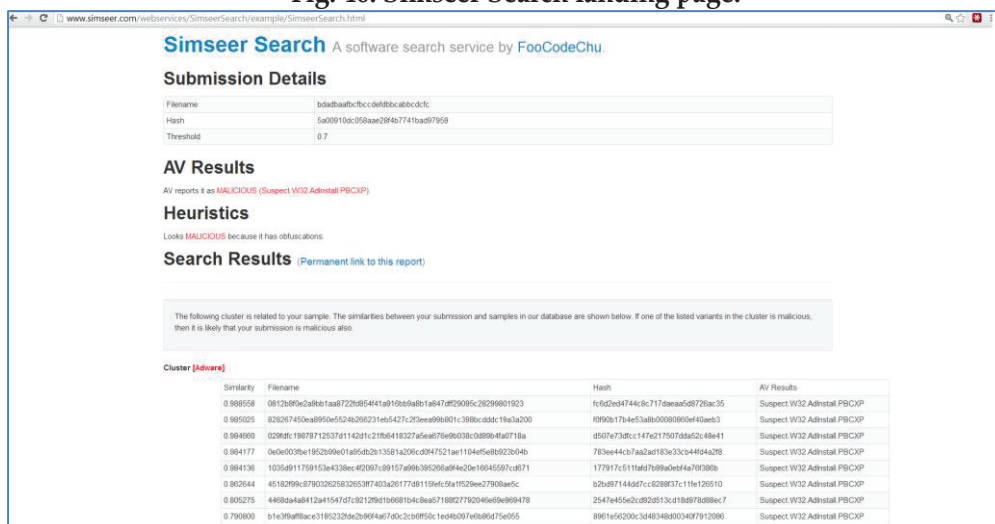 Fig. 10. Simseer Search landing page.
www.simseer.com/webservices/SimseerSearch/example/SimseerSearch.html
Simseer Search A software search service by FooCodeChu.
Submission Details
Filename bdadbaafbcfbccdefdbbcabbcdcfc
Hash 5a00910dc058aae28f4b7741bad97959
Threshold 0.7
AV Results
AV reports it as MALICIOUS (Suspect.W32.AdInstall.PBCXP).
Heuristics
Looks MALICIOUS because it has obfuscations.
Search Results (Permanent link to this report)
The following cluster is related to your sample. The similarities between your submission and samples in our database are shown below. If one of the listed variants in the cluster is malicious,
then it is likely that your submission is malicious also.
Cluster [Adware]
Similarity Filename Hash AV Results
0.988558 0812b8f0e2a9bb1aa8722fd854f41a916bb9a8b1a847dff29095c28299801923 fc6d2ed4744c8c717daeaa5d8726ac35 Suspect.W32.AdInstall.PBCXP
0.985025 828267450ea8950e5524b266231eb5427c2f3eea99b801c398bcdddc19a3a200 f0f90b17b4e53a8b00080860ef40aeb3 Suspect.W32.AdInstall.PBCXP
0.984660 029fdfc19878712537d1142d1c21fb6418327a5ea676e9b038c0d89b4fa0718a d507e73dfcc147e217507dda52c48e41 Suspect.W32.AdInstall.PBCXP
0.984177 0e0e003fbe1952b99e01a95db2b13581a206cd0f47521ae1104ef5e8b923b04b 783ee44cb7aa2ad183e33cb44fd4a2f8 Suspect.W32.AdInstall.PBCXP
0.984136 1035d911759153e4338ec4f2097c89157a99b395266a9f4e20e16645597cd671 177917c511fafd7b99a0ebf4a76f386b Suspect.W32.AdInstall.PBCXP
0.862644 45182f99c879032625832653ff7403a26177d8115fefc5fa1f529ee27908ae5c b2bd97144dd7cc8288f37c11fe126510 Suspect.W32.AdInstall.PBCXP
0.805275 4468da4a8412a41547d7c9212f9d1b6681b4c8ea57188f27792046e69e969478 2547e455e2cd92d513cd18d978d88ec7 Suspect.W32.AdInstall.PBCXP
0.790800 b1e3f9aff8ace3185232fde2b96f4a67d0c2cb6ff50c1ed4b097e6b86d75e055 8961e56200c3d48348d00340f7912086 Suspect.W32.AdInstall.PBCXP